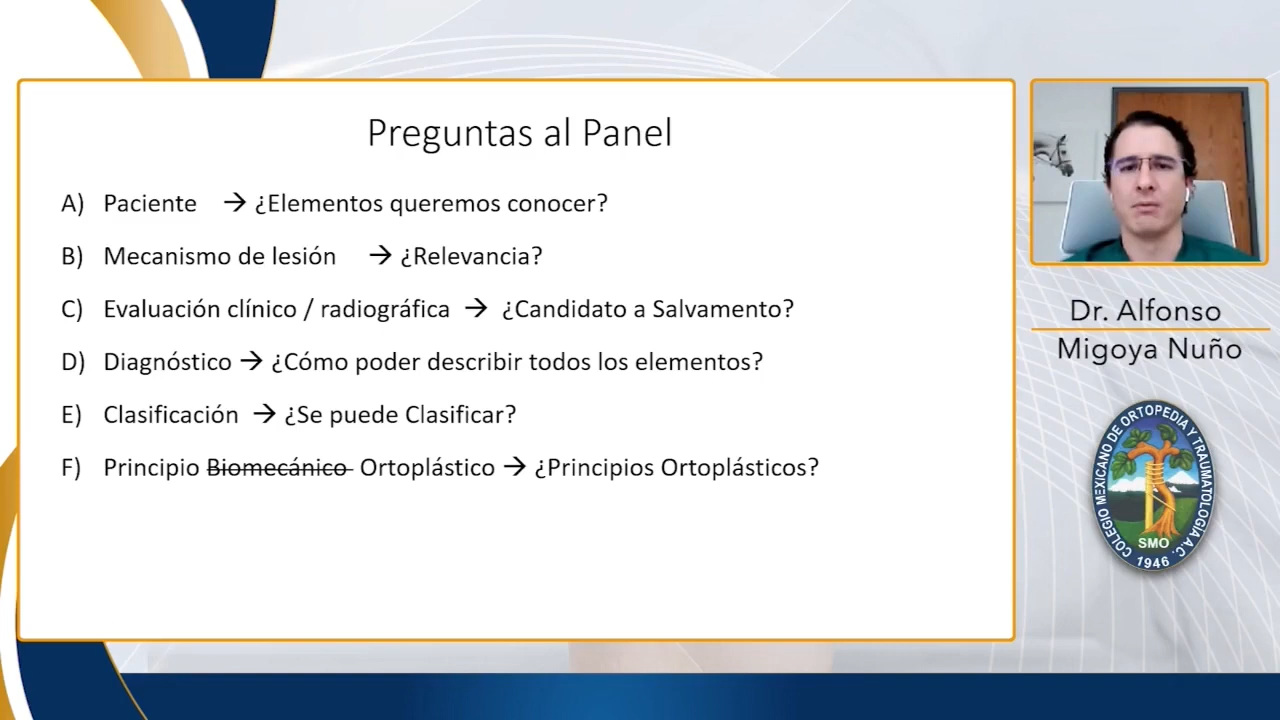 Preguntas al Panel
A) Paciente → ¿Elementos queremos conocer?
B) Mecanismo de lesión → ¿Relevancia?
C) Evaluación clínico / radiográfica → ¿Candidato a Salvamento?
D) Diagnóstico → ¿Cómo poder describir todos los elementos?
E) Clasificación → ¿Se puede Clasificar?
F) Principio Biomecánico Ortoplástico → ¿Principios Ortoplásticos?
Dr. Alfonso
Migoya Nuño
COLEGIO MEXICANO DE ORTOPEDIA Y TRAUMATOLOGÍA A.C.
SMO
1946